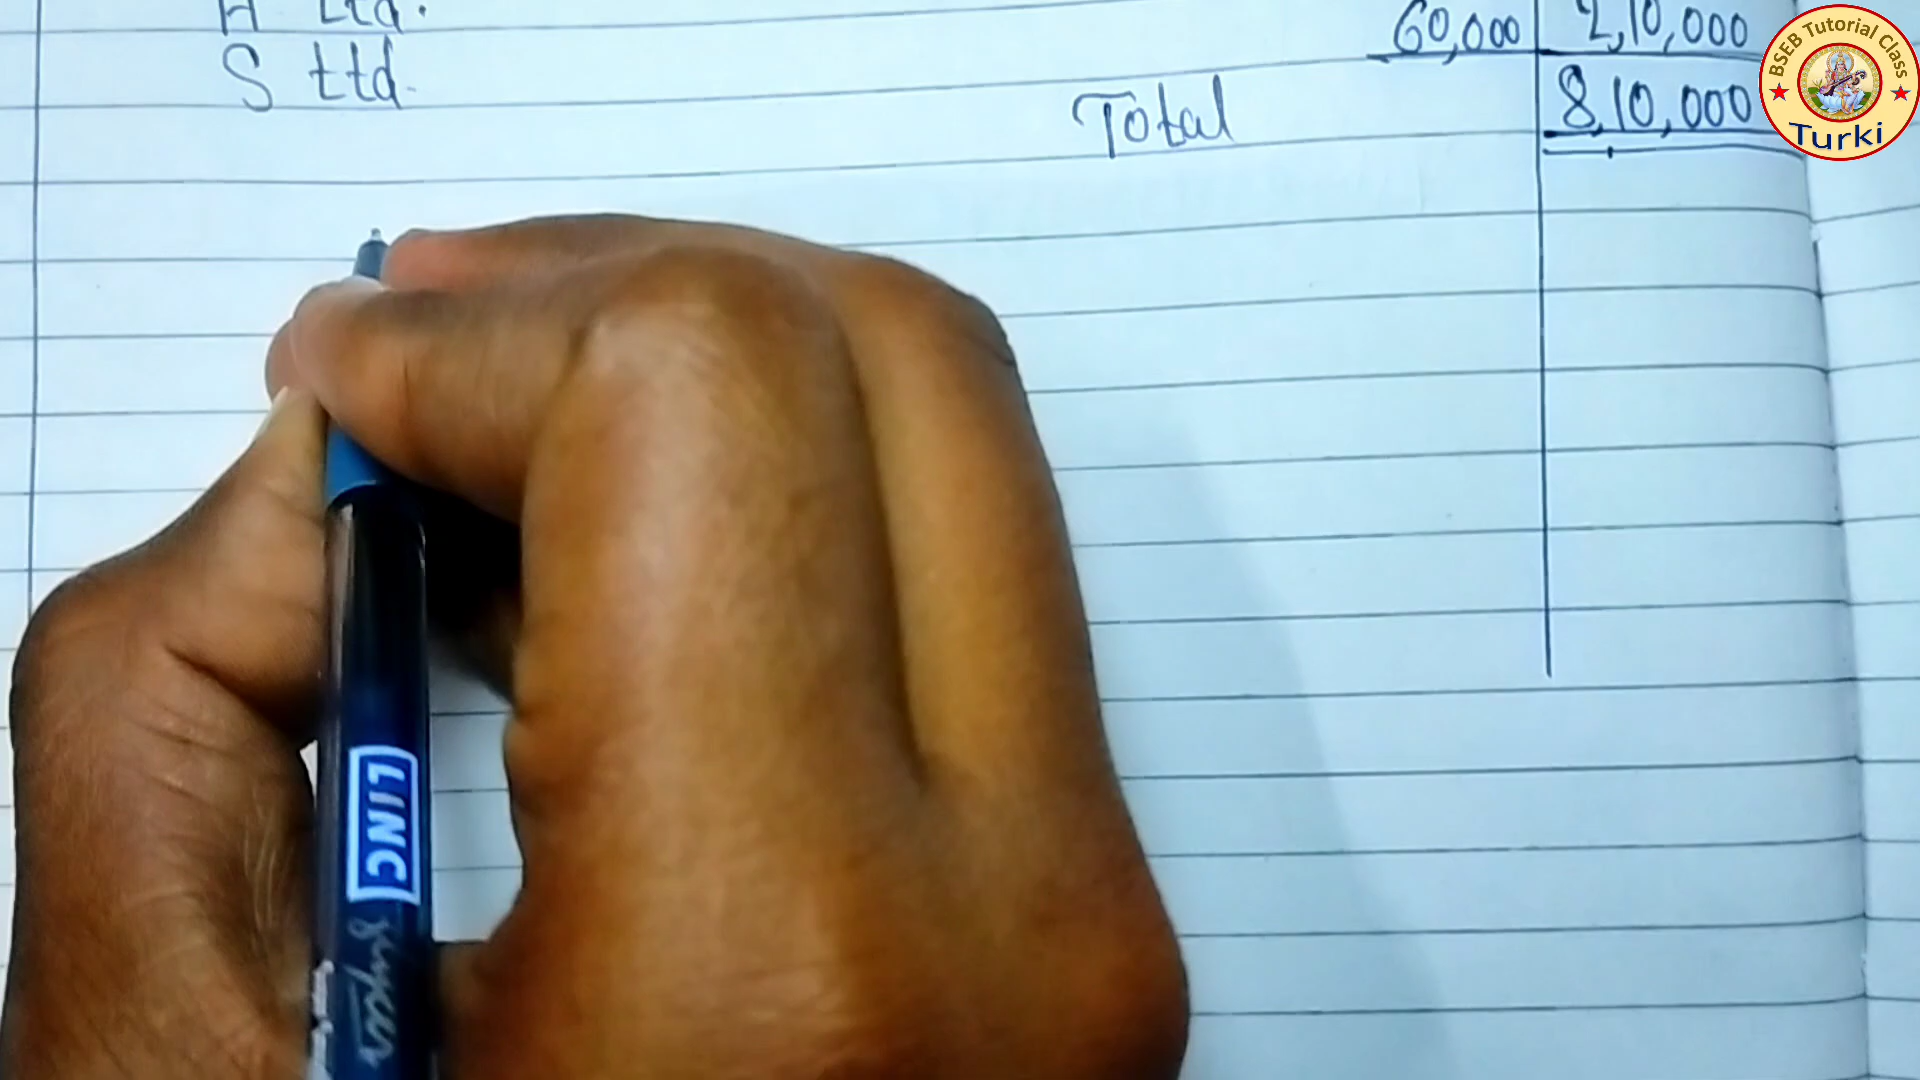 H Ltd.
S Ltd.
60,000 2,10,000
Total 8,10,000
BSEB Tutorial Class
Turki
LINC